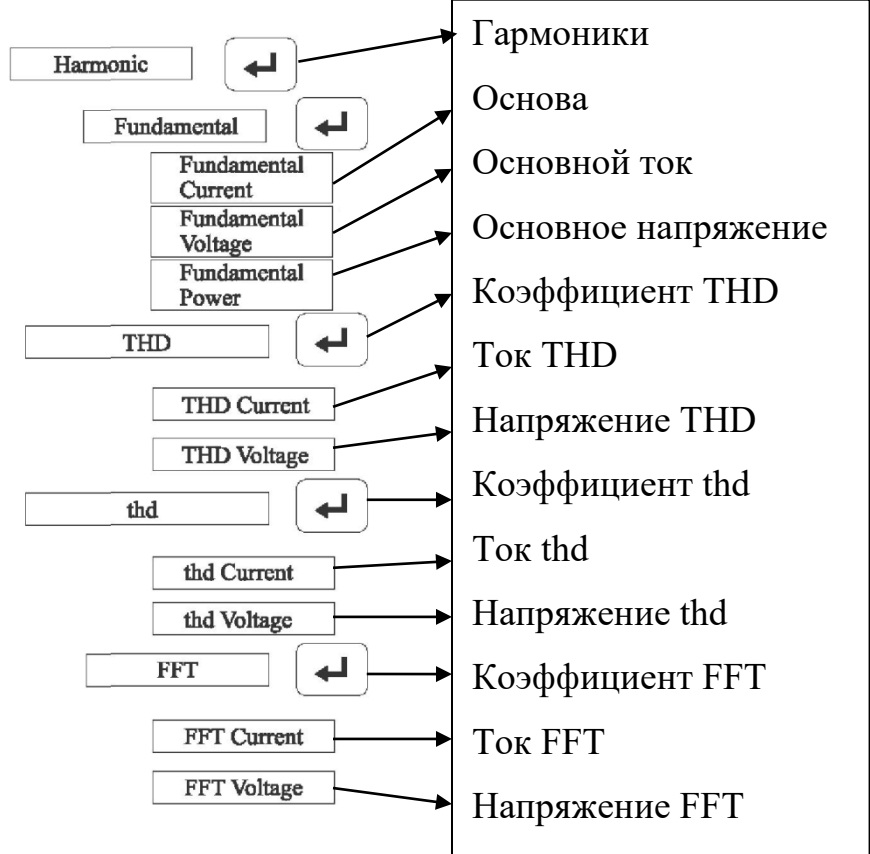 Harmonic
Fundamental
Fundamental
Current
Fundamental
Voltage
Fundamental
Power
THD
THD Current
THD Voltage
thd
thd Current
thd Voltage
FFT
FFT Current
FFT Voltage
Гармоники
Основа
Основной ток
Основное напряжение
Коэффициент THD
Ток THD
Напряжение THD
Коэффициент thd
Ток thd
Напряжение thd
Коэффициент FFT
Ток FFT
Напряжение FFT